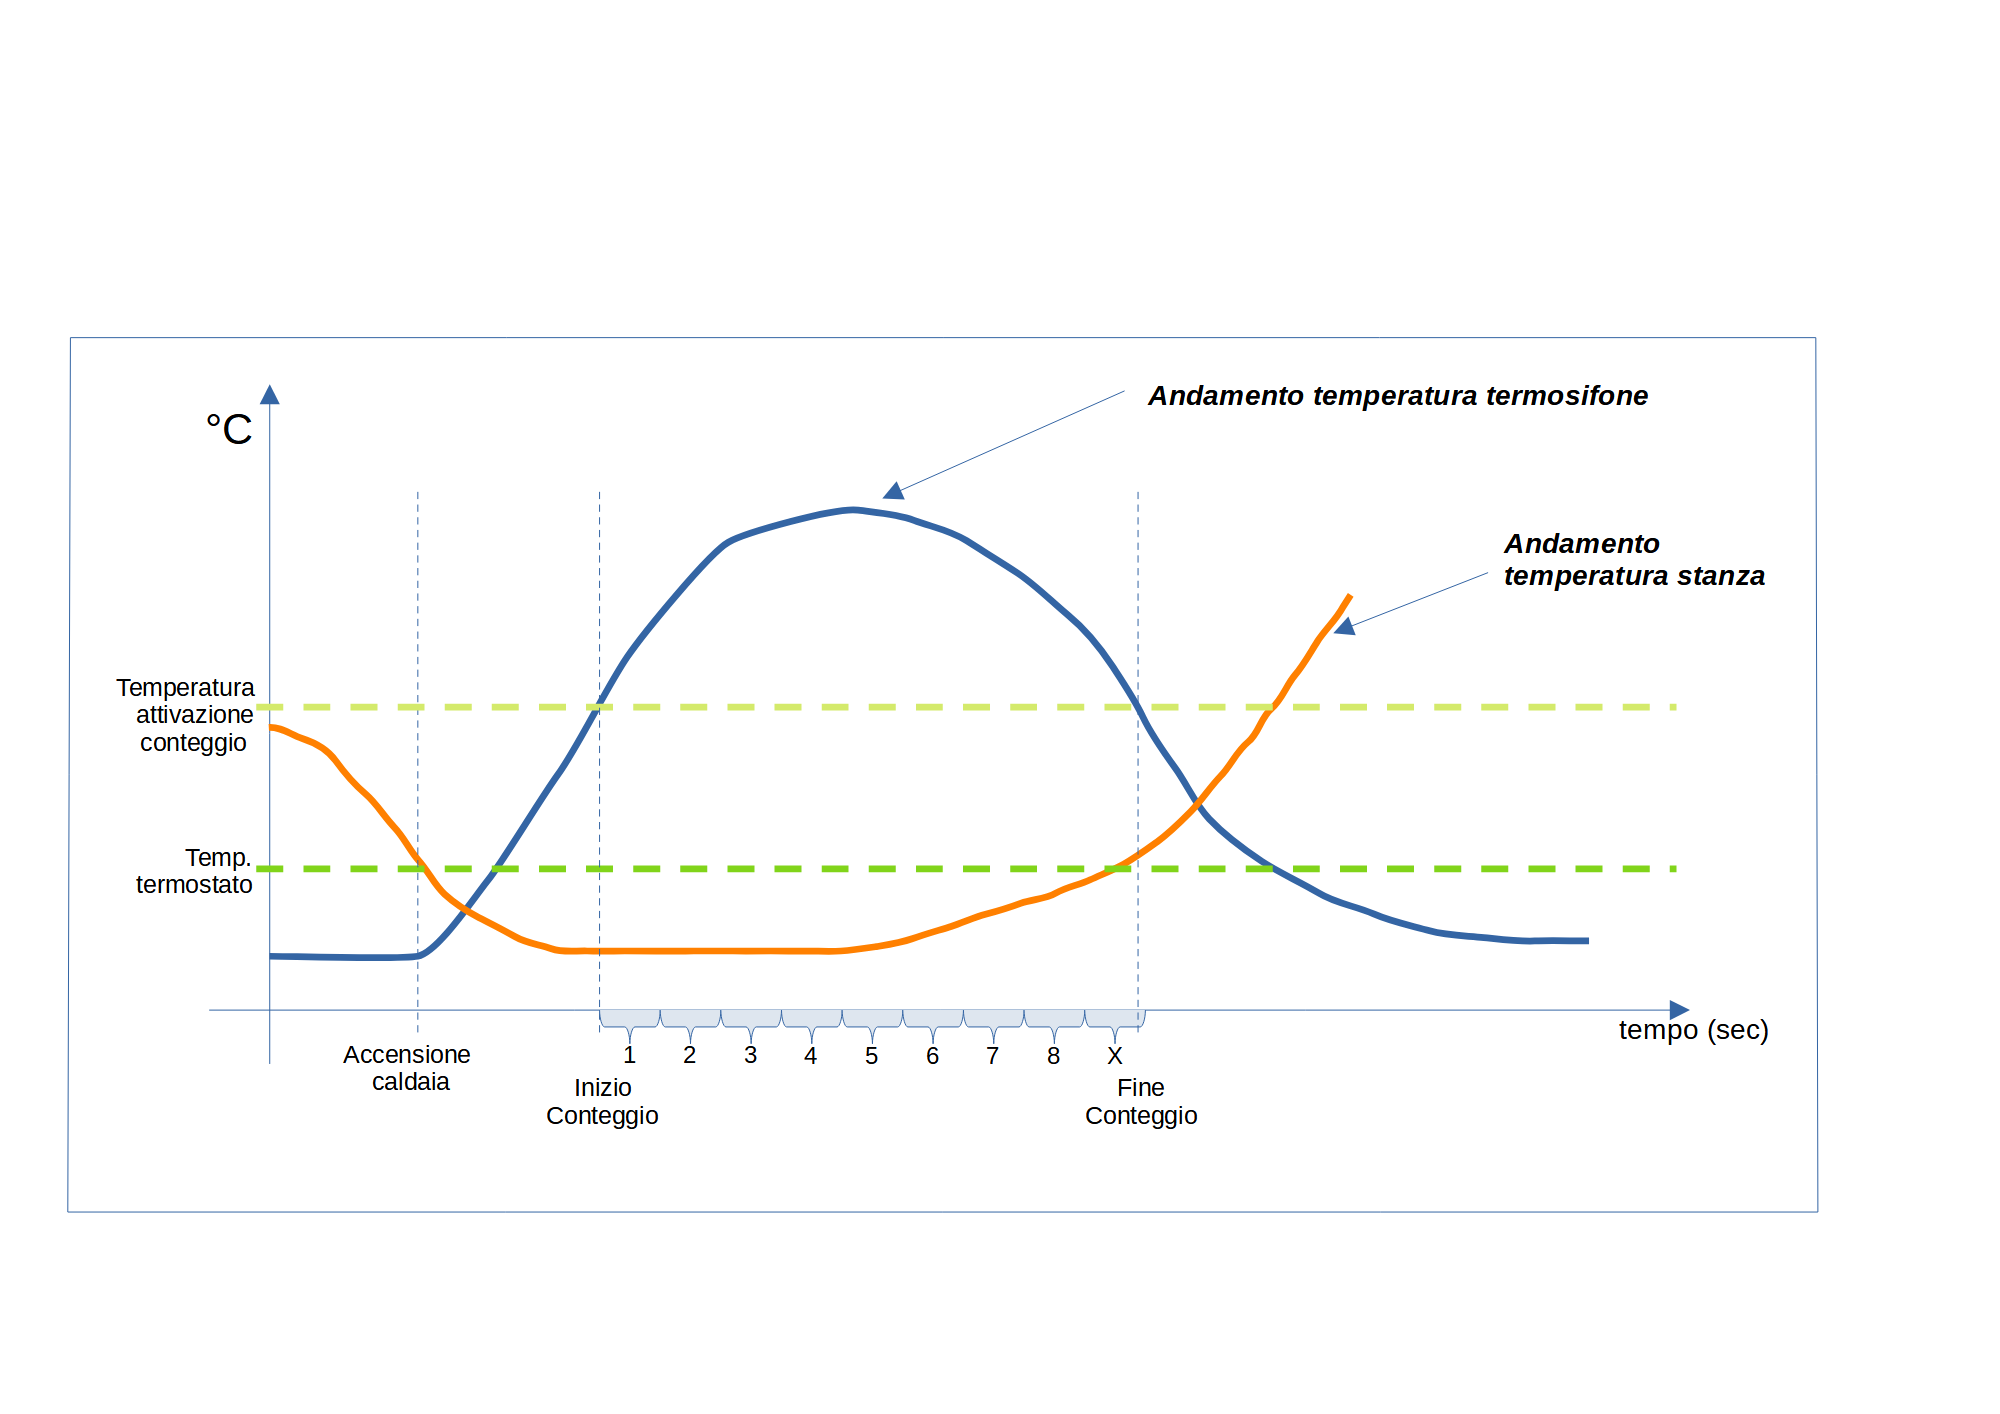 °C
Andamento temperatura termosifone
Andamento
temperatura stanza
Temperatura
attivazione
conteggio
Temp.
termostato
tempo (sec)
1 2 3 4 5 6 7 8 X
Accensione
caldaia
Inizio
Conteggio
Fine
Conteggio